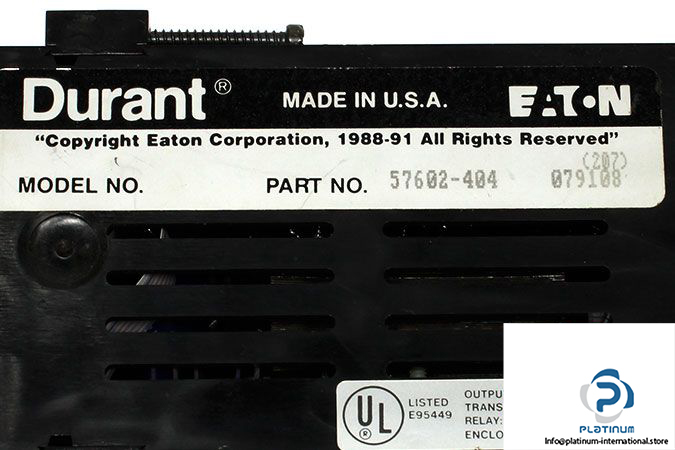 Durant® MADE IN U.S.A. EATON
"Copyright Eaton Corporation, 1988-91 All Rights Reserved"
(207)
MODEL NO. PART NO. 57602-404 079108
UL®
LISTED
E95449
OUTPU
TRANS
RELAY:
ENCLO
PLATINUM
info@platinum-international.store